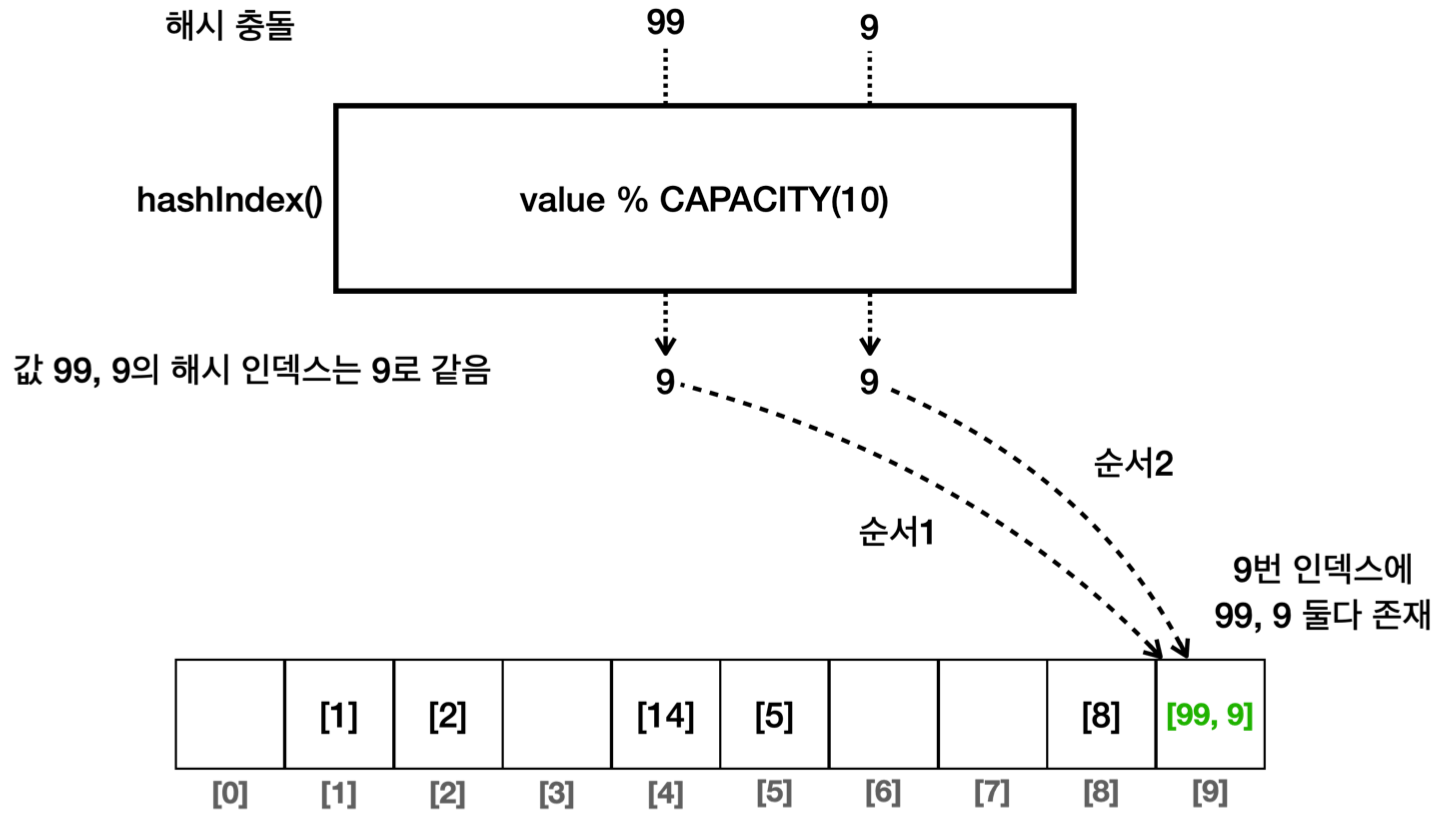 해시 충돌
99
9
hashIndex()
value % CAPACITY(10)
값 99, 9의 해시 인덱스는 9로 같음
9
9
순서2
순서1
9번 인덱스에
99, 9 둘다 존재
[1]
[2]
[14]
[5]
[8]
[99, 9]
[0]
[1]
[2]
[3]
[4]
[5]
[6]
[7]
[8]
[9]